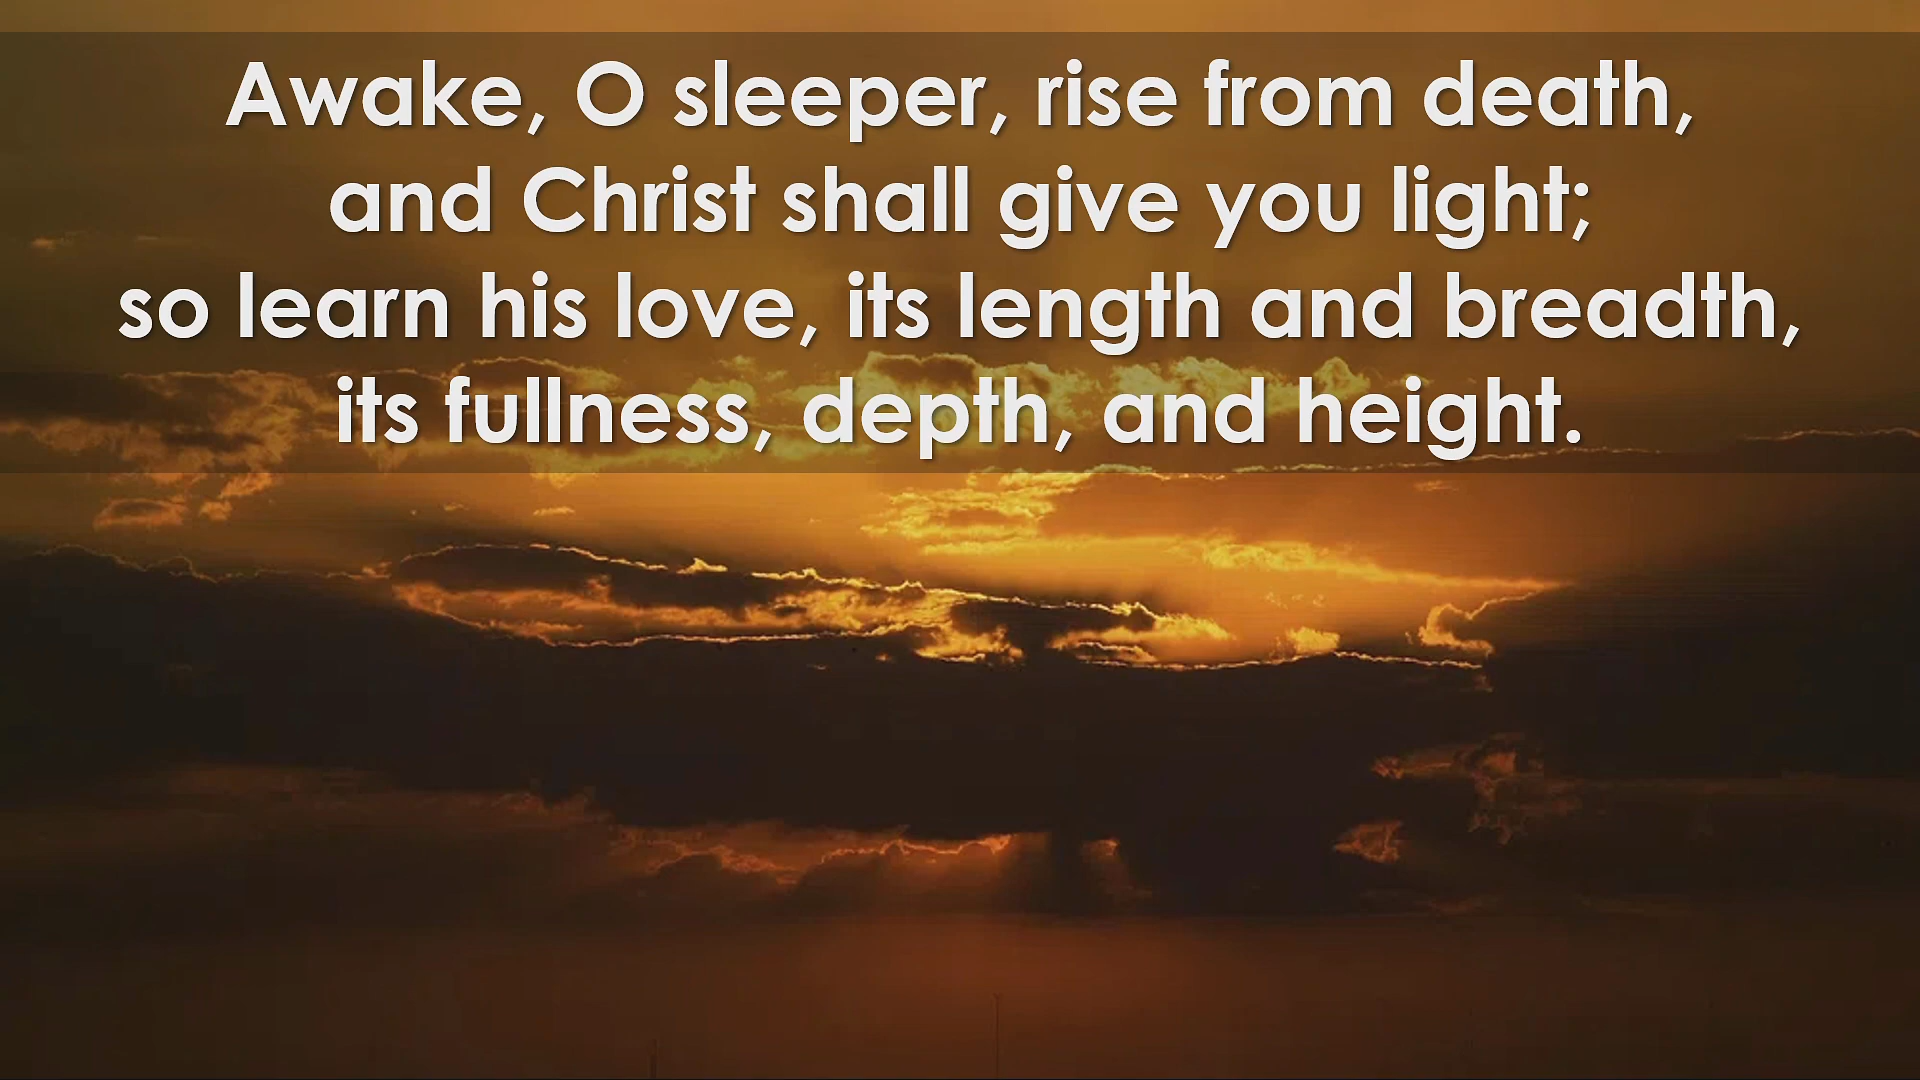 Awake, O sleeper, rise from death,
and Christ shall give you light;
so learn his love, its length and breadth,
its fullness, depth, and height.